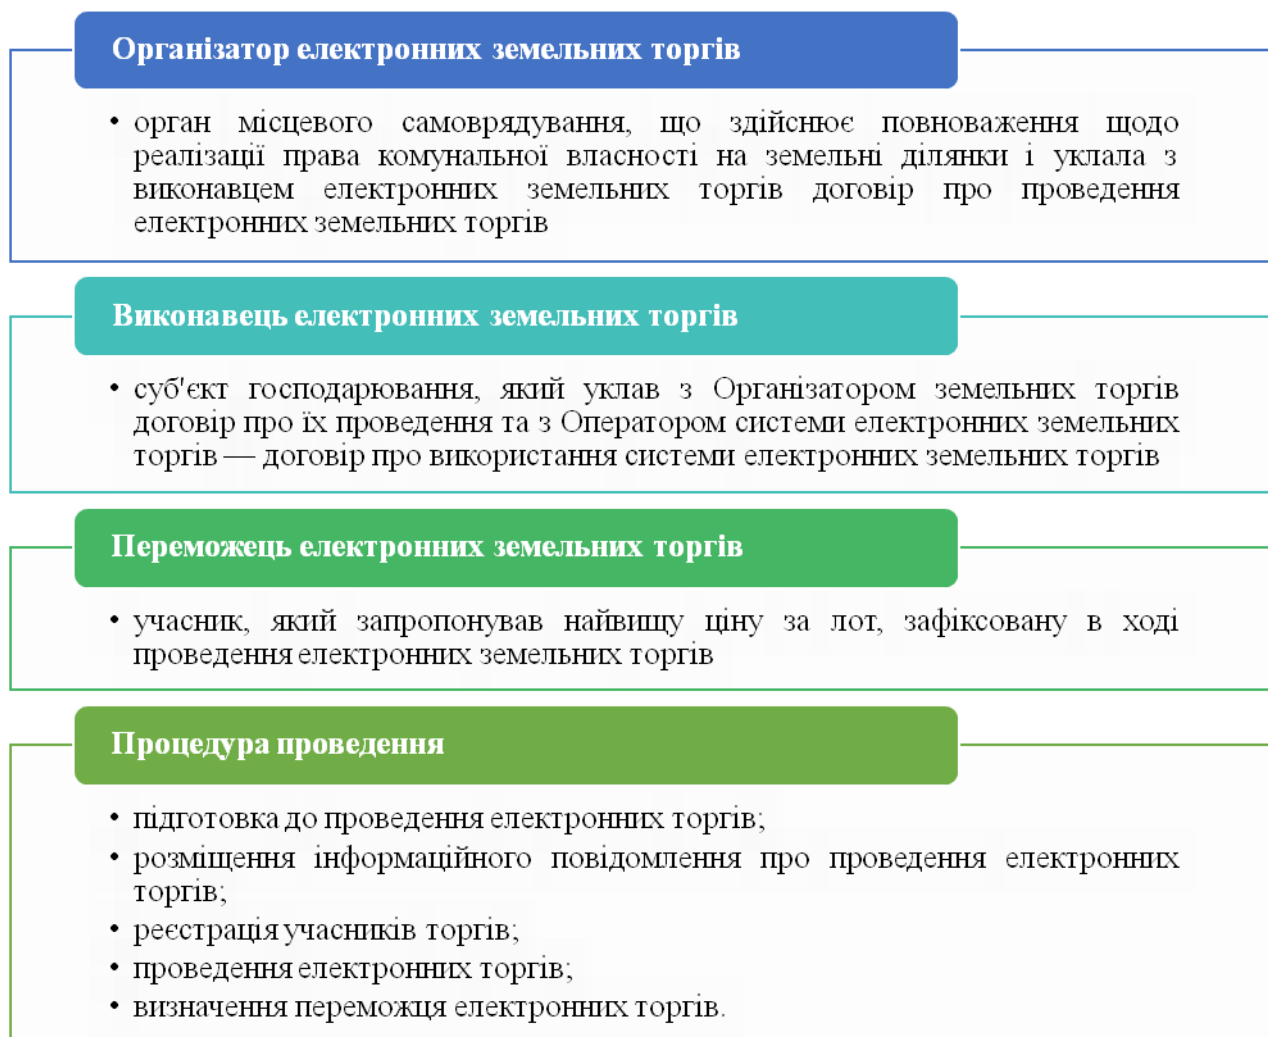 Організатор електронних земельних торгів
• орган місцевого самоврядування, що здійснює повноваження щодо
реалізації права комунальної власності на земельні ділянки і уклала з
виконавцем електронних земельних торгів договір про проведення
електронних земельних торгів
Виконавець електронних земельних торгів
• суб'єкт господарювання, який уклав з Організатором земельних торгів
договір про їх проведення та з Оператором системи електронних земельних
торгів — договір про використання системи електронних земельних торгів
Переможець електронних земельних торгів
• учасник, який запропонував найвищу ціну за лот, зафіксовану в ході
проведення електронних земельних торгів
Процедура проведення
• підготовка до проведення електронних торгів;
• розміщення інформаційного повідомлення про проведення електронних
торгів;
• реєстрація учасників торгів;
• проведення електронних торгів;
• визначення переможця електронних торгів.